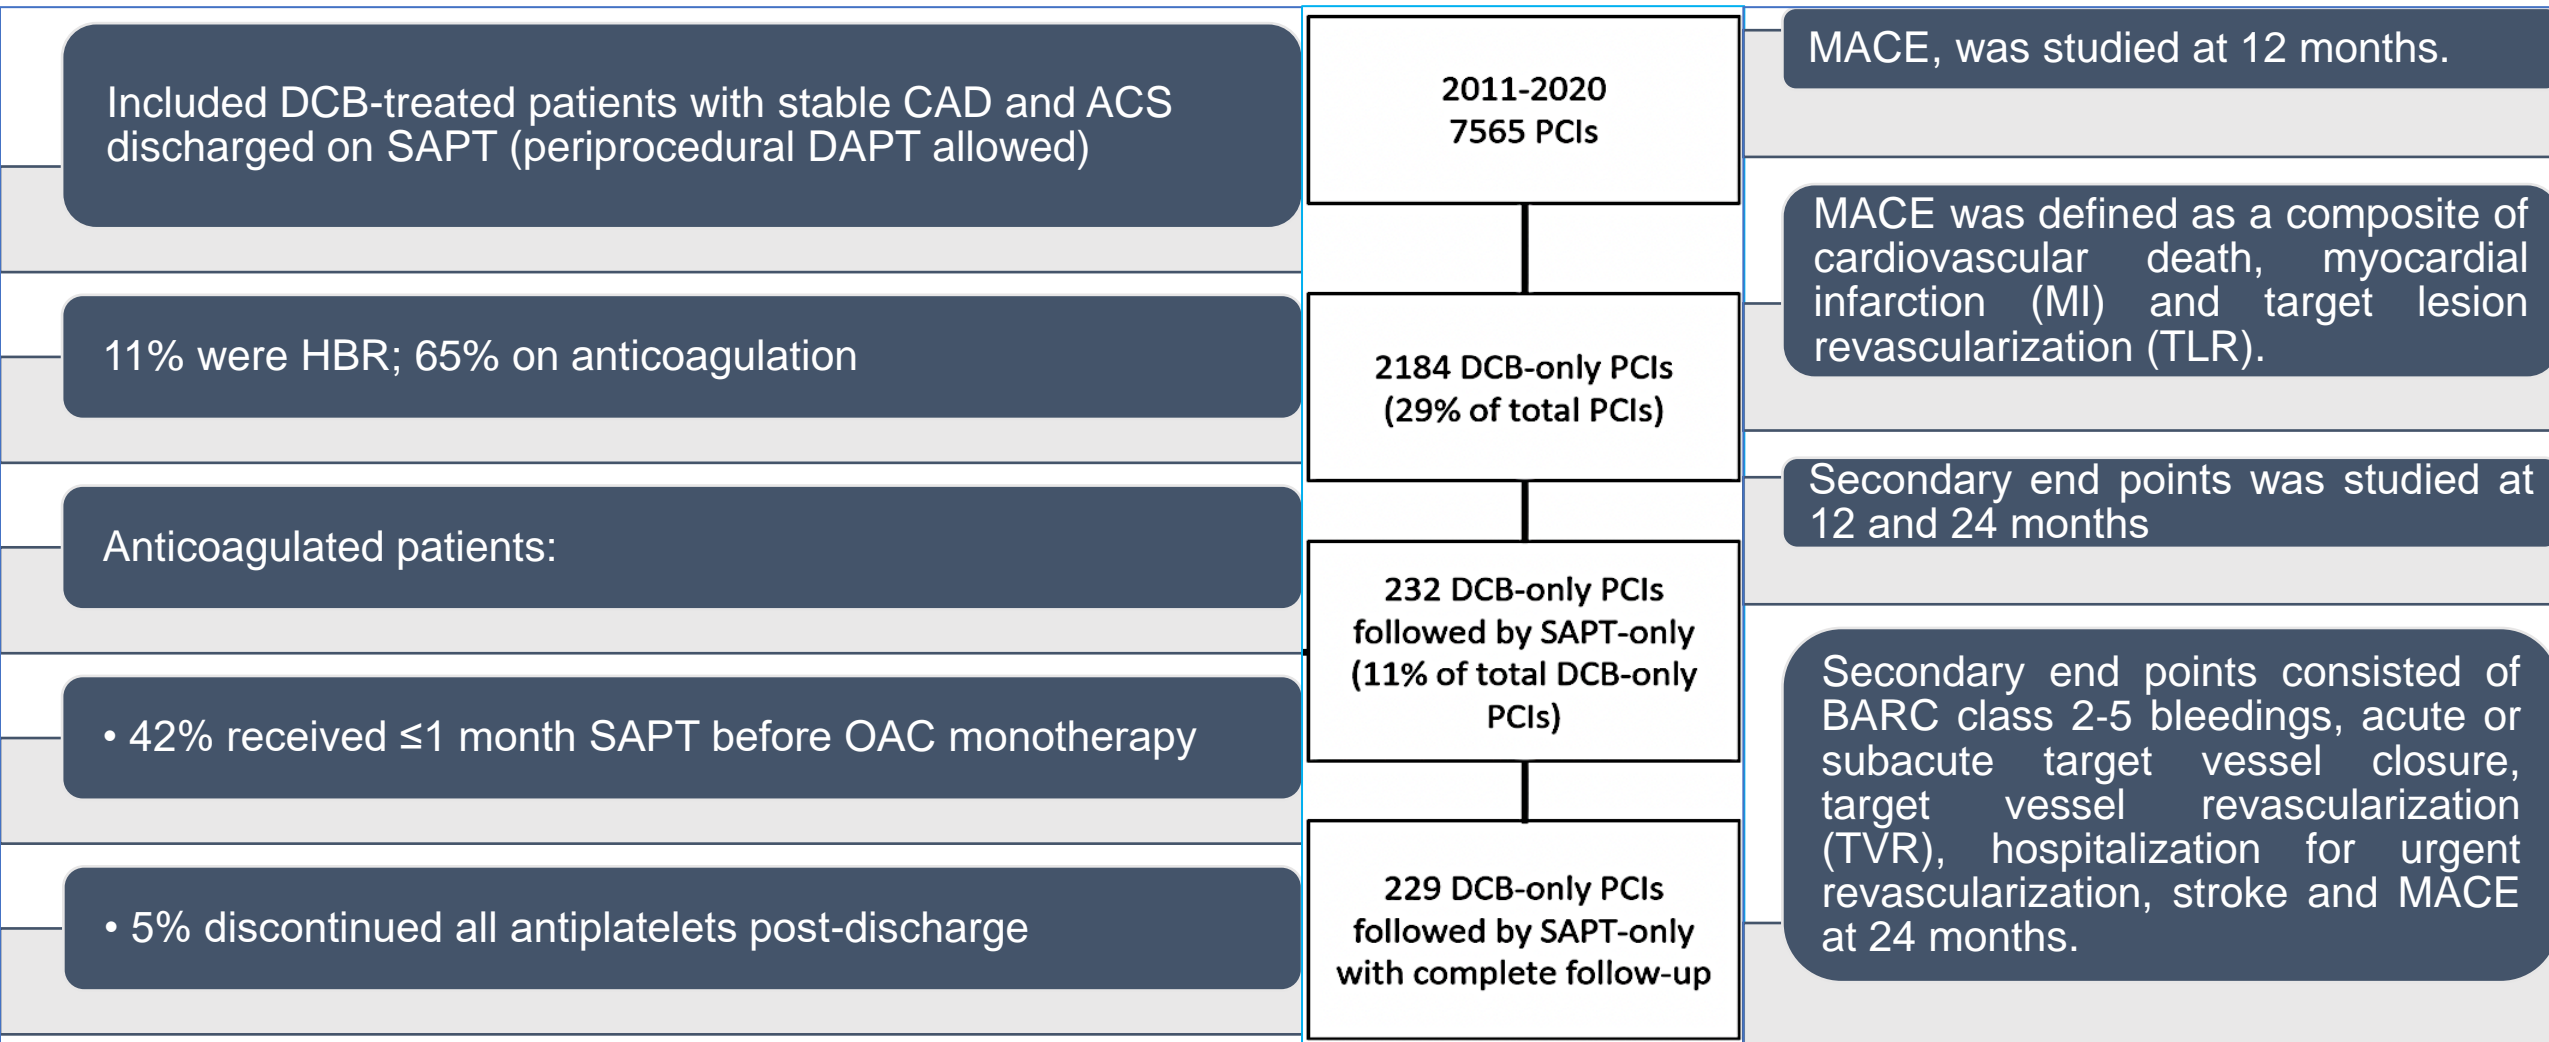 Included DCB-treated patients with stable CAD and ACS
discharged on SAPT (periprocedural DAPT allowed)
11% were HBR; 65% on anticoagulation
Anticoagulated patients:
• 42% received ≤1 month SAPT before OAC monotherapy
• 5% discontinued all antiplatelets post-discharge
2011-2020
7565 PCIs
2184 DCB-only PCIs
(29% of total PCIs)
232 DCB-only PCIs
followed by SAPT-only
(11% of total DCB-only
PCIs)
229 DCB-only PCIs
followed by SAPT-only
with complete follow-up
MACE, was studied at 12 months.
MACE was defined as a composite of
cardiovascular death, myocardial
infarction (MI) and target lesion
revascularization (TLR).
Secondary end points was studied at
12 and 24 months
Secondary end points consisted of
BARC class 2-5 bleedings, acute or
subacute target vessel closure,
target vessel revascularization
(TVR), hospitalization for urgent
revascularization, stroke and MACE
at 24 months.